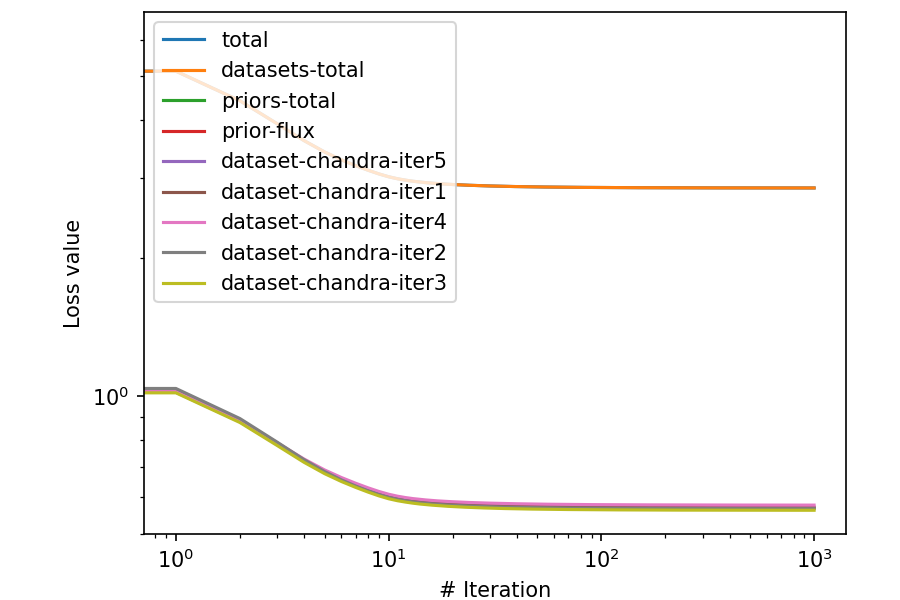 total
datasets-total
priors-total
prior-flux
dataset-chandra-iter5
dataset-chandra-iter1
dataset-chandra-iter4
dataset-chandra-iter2
dataset-chandra-iter3
Loss value
10⁰
10⁰ 10¹ 10² 10³
# Iteration